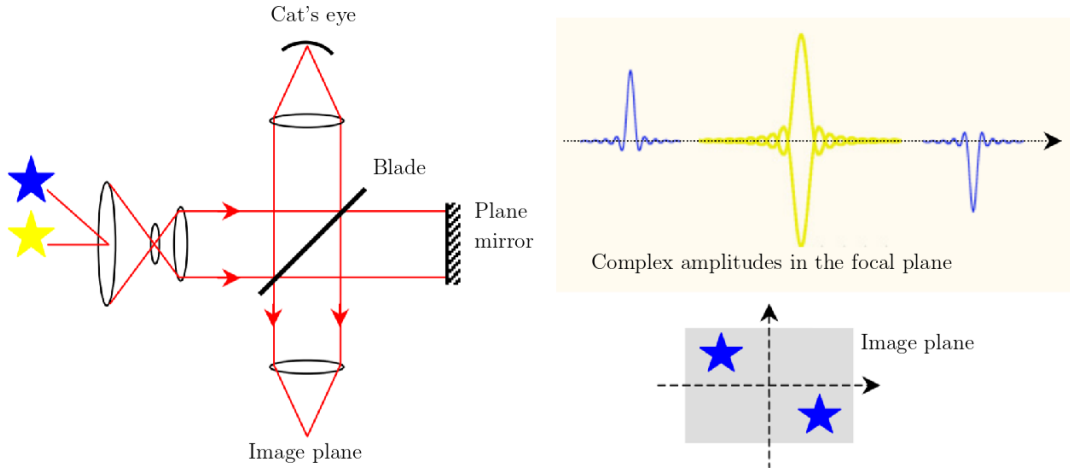 Cat's eye
Blade
Plane
mirror
Image plane
Complex amplitudes in the focal plane
Image plane